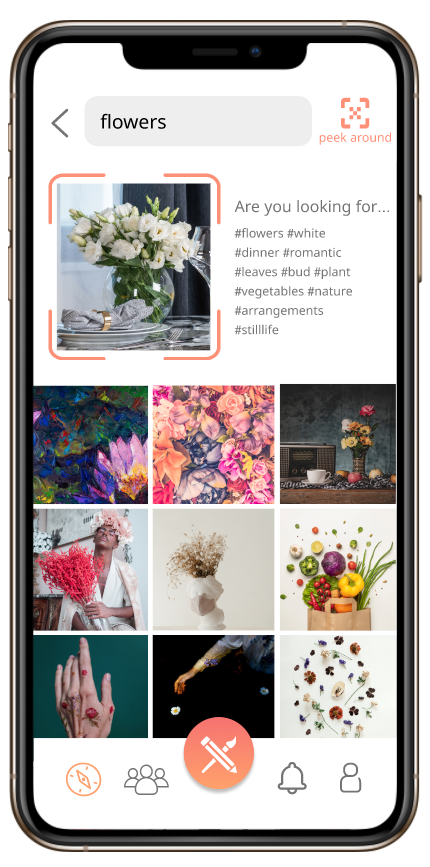 flowers
peek around
Are you looking for...
#flowers #white
#dinner #romantic
#leaves #bud #plant
#vegetables #nature
#arrangements
#stilllife